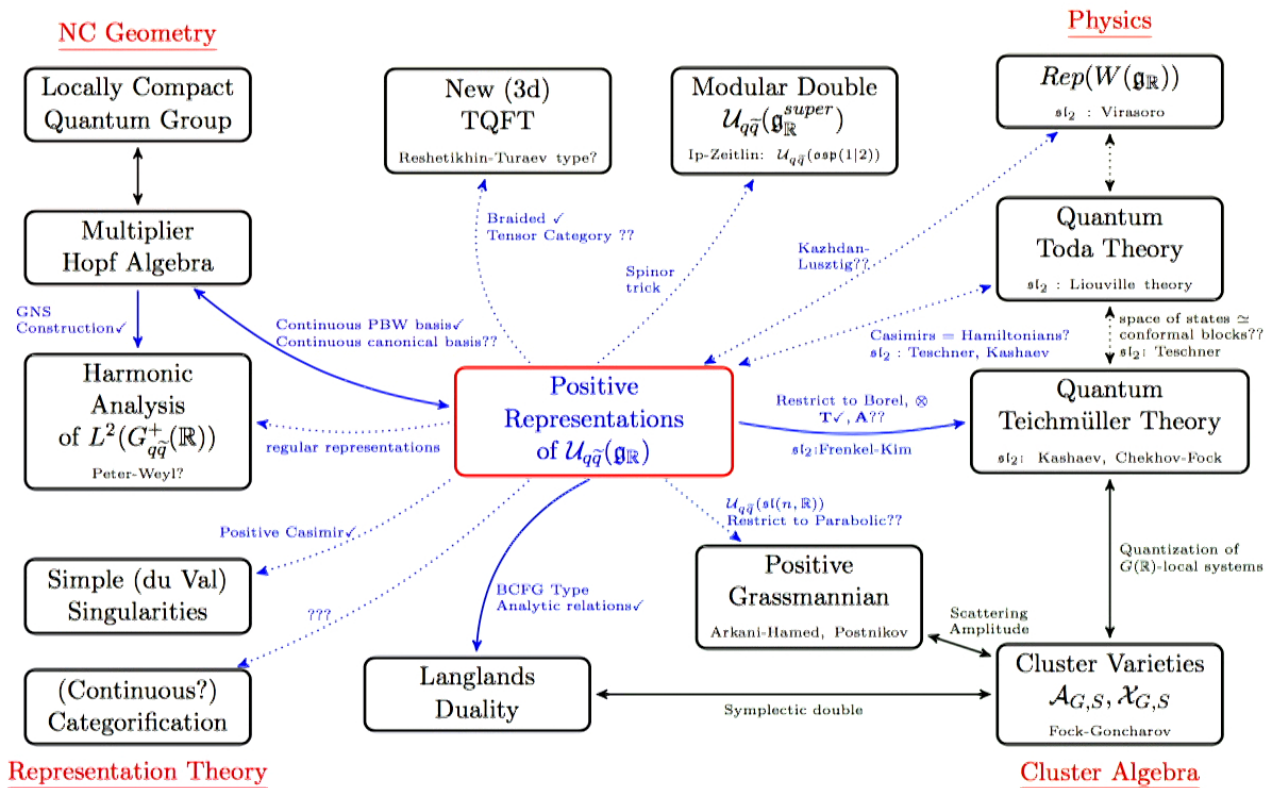 NC Geometry
Physics
Locally Compact
Quantum Group
New (3d)
TQFT
Reshetikhin-Turaev type?
Modular Double
𝒰_{qq̃}(𝔤_ℝ^{super})
Ip-Zeitlin: 𝒰_{qq̃}(𝔬𝔰𝔭(1|2))
Rep(W(𝔤_ℝ))
𝔰𝔩₂ : Virasoro
Multiplier
Hopf Algebra
Braided ✓
Tensor Category ??
Spinor
trick
Kazhdan-
Lusztig??
Quantum
Toda Theory
𝔰𝔩₂ : Liouville theory
GNS
Construction✓
Continuous PBW basis✓
Continuous canonical basis??
Casimirs = Hamiltonians?
𝔰𝔩₂ : Teschner, Kashaev
space of states ≃
conformal blocks??
𝔰𝔩₂: Teschner
Harmonic
Analysis
of L²(G⁺_{qq̃}(ℝ))
Peter-Weyl?
regular representations
Positive
Representations
of 𝒰_{qq̃}(𝔤_ℝ)
Restrict to Borel, ⊗
T✓, A??
𝔰𝔩₂:Frenkel-Kim
Quantum
Teichmüller Theory
𝔰𝔩₂: Kashaev, Chekhov-Fock
Positive Casimir✓
𝒰_{qq̃}(𝔰𝔩(n, ℝ))
Restrict to Parabolic??
Simple (du Val)
Singularities
???
BCFG Type
Analytic relations✓
Positive
Grassmannian
Arkani-Hamed, Postnikov
Quantization of
G(ℝ)-local systems
Scattering
Amplitude
(Continuous?)
Categorification
Langlands
Duality
Symplectic double
Cluster Varieties
𝒜_{G,S}, 𝒳_{G,S}
Fock-Goncharov
Representation Theory
Cluster Algebra